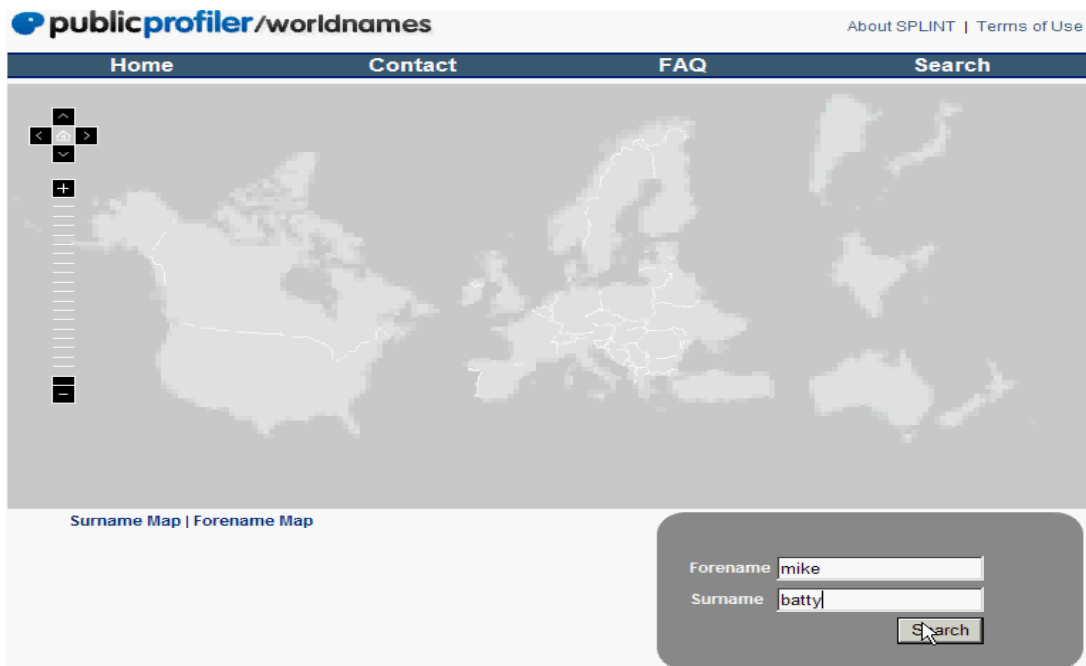 publicprofiler/worldnames
About SPLINT | Terms of Use
Home Contact FAQ Search
Surname Map | Forename Map
Forename mike
Surname batty
Search